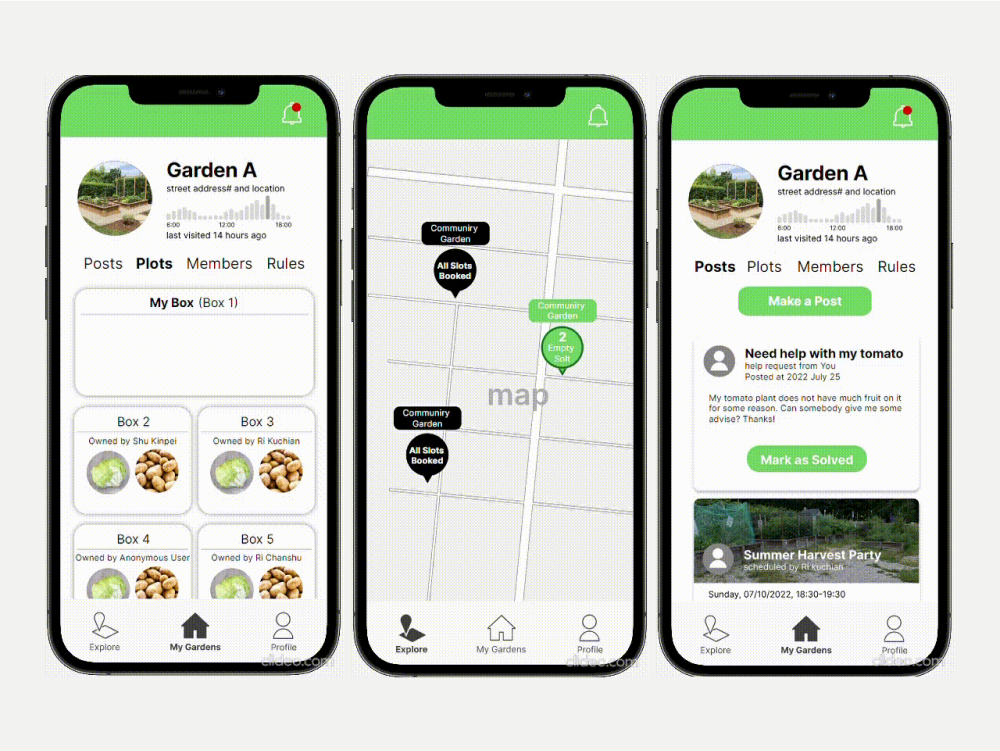 Garden A
street address# and location
6:00 12:00 18:00
last visited 14 hours ago
Posts Plots Members Rules
My Box (Box 1)
Box 2 Box 3
Owned by Shu Kinpei Owned by Ri Kuchian
Box 4 Box 5
Owned by Anonymous User Owned by Ri Chanshu
Explore My Gardens Profile
clideo.com
Communiry
Garden
All Slots
Booked
Communiry
Garden
2
Empty
Solt
map
Communiry
Garden
All Slots
Booked
Explore My Gardens Profile
clideo.com
Garden A
street address# and location
6:00 12:00 18:00
last visited 14 hours ago
Posts Plots Members Rules
Make a Post
Need help with my tomato
help request from You
Posted at 2022 July 25
My tomato plant does not have much fruit on it
for some reason. Can somebody give me some
advise? Thanks!
Mark as Solved
Summer Harvest Party
scheduled by Ri kuchian
Sunday, 07/10/2022, 18:30-19:30
Explore My Gardens Profile
clideo.com